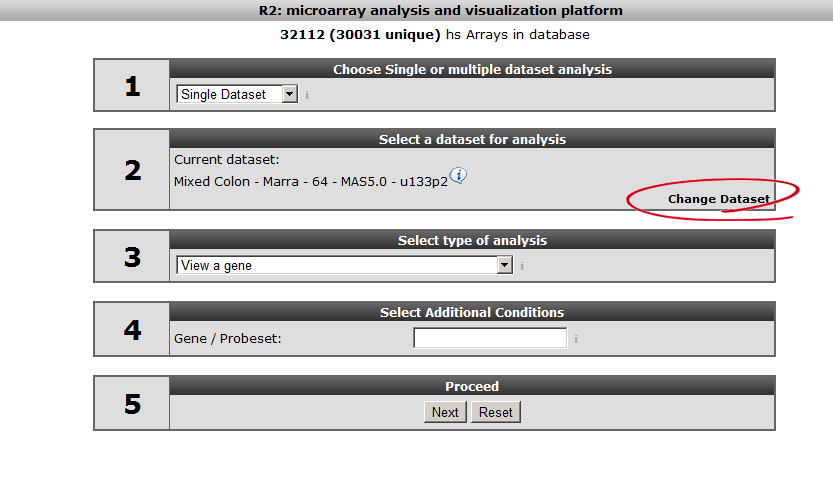 R2: microarray analysis and visualization platform
32112 (30031 unique) hs Arrays in database
1
Choose Single or multiple dataset analysis
Single Dataset
i
2
Select a dataset for analysis
Current dataset:
Mixed Colon - Marra - 64 - MAS5.0 - u133p2
i
Change Dataset
3
Select type of analysis
View a gene
i
4
Select Additional Conditions
Gene / Probeset:
i
5
Proceed
Next Reset